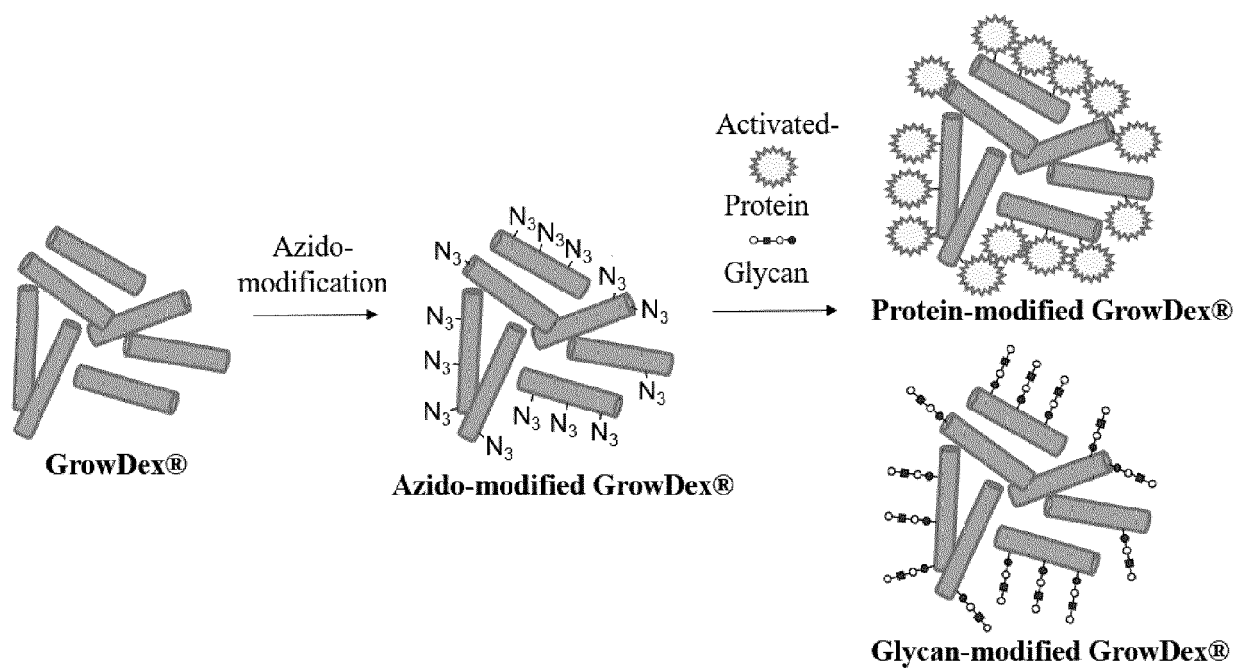 GrowDex®
Azido-
modification
N₃
N₃
N₃
N₃
N₃
N₃
N₃
N₃
N₃
N₃
N₃
N₃
N₃
N₃
Azido-modified GrowDex®
Activated-
Protein
Glycan
Protein-modified GrowDex®
Glycan-modified GrowDex®